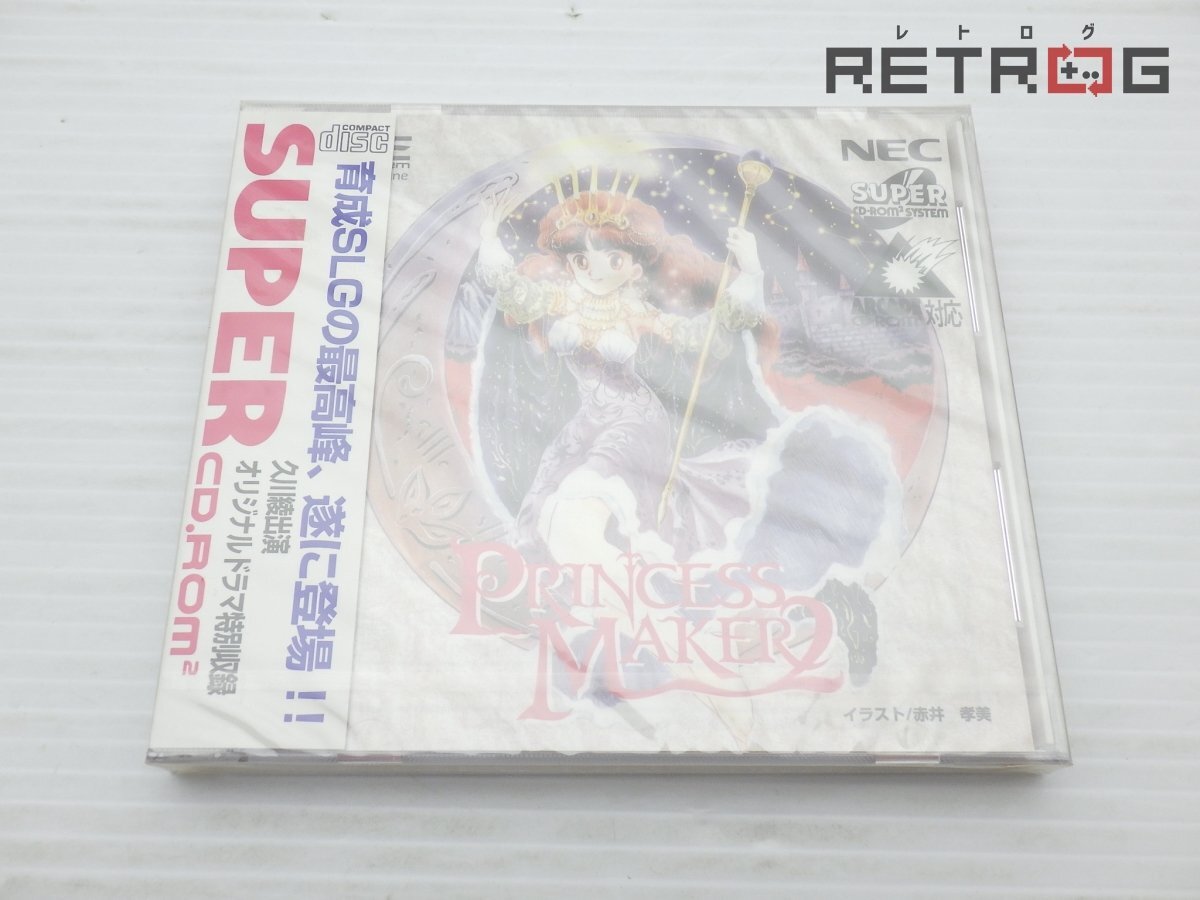 レトログ
RETROG
COMPACT
disc
SUPER CD-ROM²
育成SLGの最高峰、遂に登場!!
久川綾出演
オリジナルドラマ特別収録
NEC
SUPER
CD-ROM² SYSTEM
対応
PRINCESS
MAKER2
イラスト/赤井 孝美